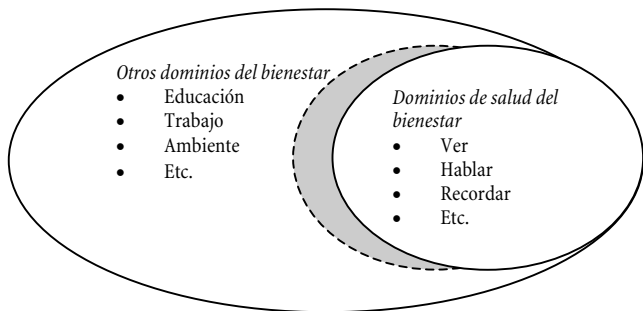 Otros dominios del bienestar
• Educación
• Trabajo
• Ambiente
• Etc.
Dominios de salud del
bienestar
• Ver
• Hablar
• Recordar
• Etc.